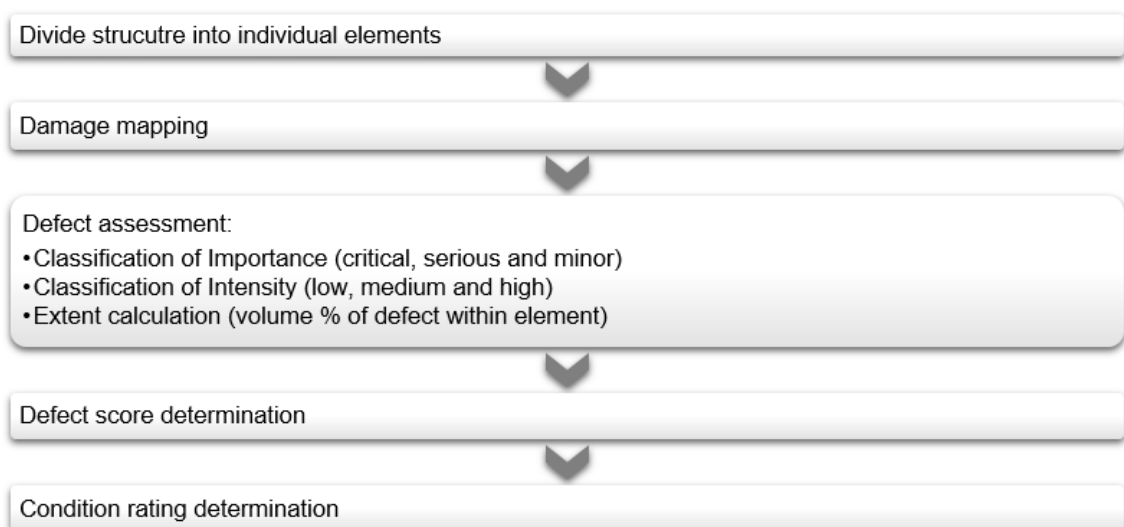 Divide strucutre into individual elements
Damage mapping
Defect assessment:
•Classification of Importance (critical, serious and minor)
•Classification of Intensity (low, medium and high)
•Extent calculation (volume % of defect within element)
Defect score determination
Condition rating determination